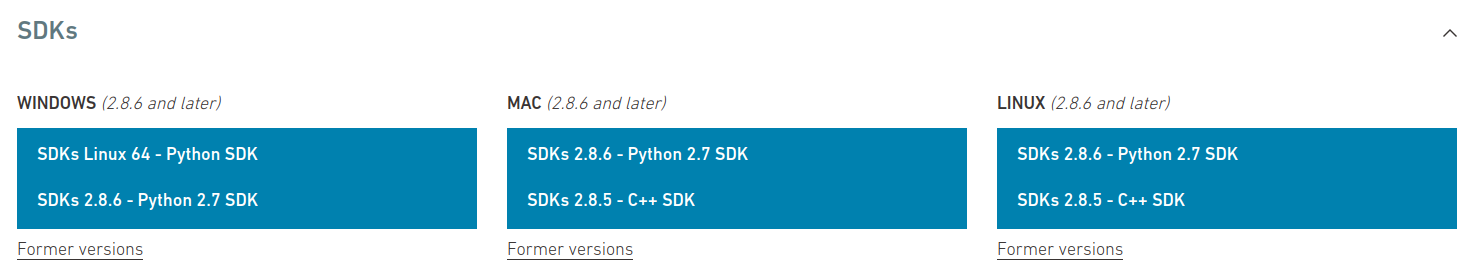 SDKs
WINDOWS (2.8.6 and later)
SDKs Linux 64 - Python SDK
SDKs 2.8.6 - Python 2.7 SDK
Former versions
MAC (2.8.6 and later)
SDKs 2.8.6 - Python 2.7 SDK
SDKs 2.8.5 - C++ SDK
Former versions
LINUX (2.8.6 and later)
SDKs 2.8.6 - Python 2.7 SDK
SDKs 2.8.5 - C++ SDK
Former versions